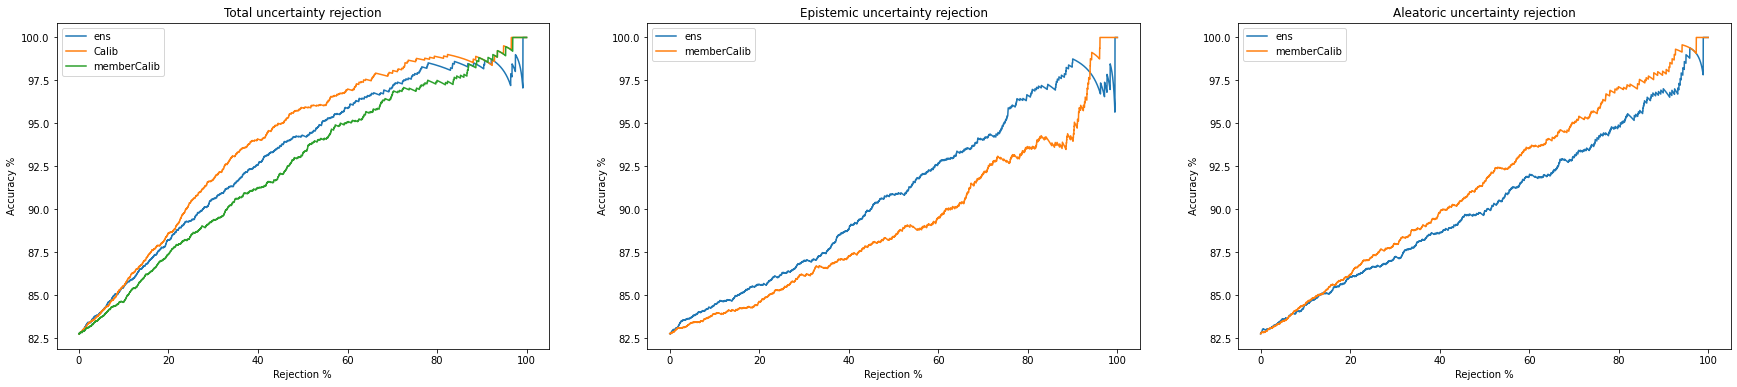 Total uncertainty rejection
ens
Calib
memberCalib
100.0
97.5
95.0
92.5
90.0
87.5
85.0
82.5
Accuracy %
0 20 40 60 80 100
Rejection %
Epistemic uncertainty rejection
ens
memberCalib
100.0
97.5
95.0
92.5
90.0
87.5
85.0
82.5
Accuracy %
0 20 40 60 80 100
Rejection %
Aleatoric uncertainty rejection
ens
memberCalib
100.0
97.5
95.0
92.5
90.0
87.5
85.0
82.5
Accuracy %
0 20 40 60 80 100
Rejection %